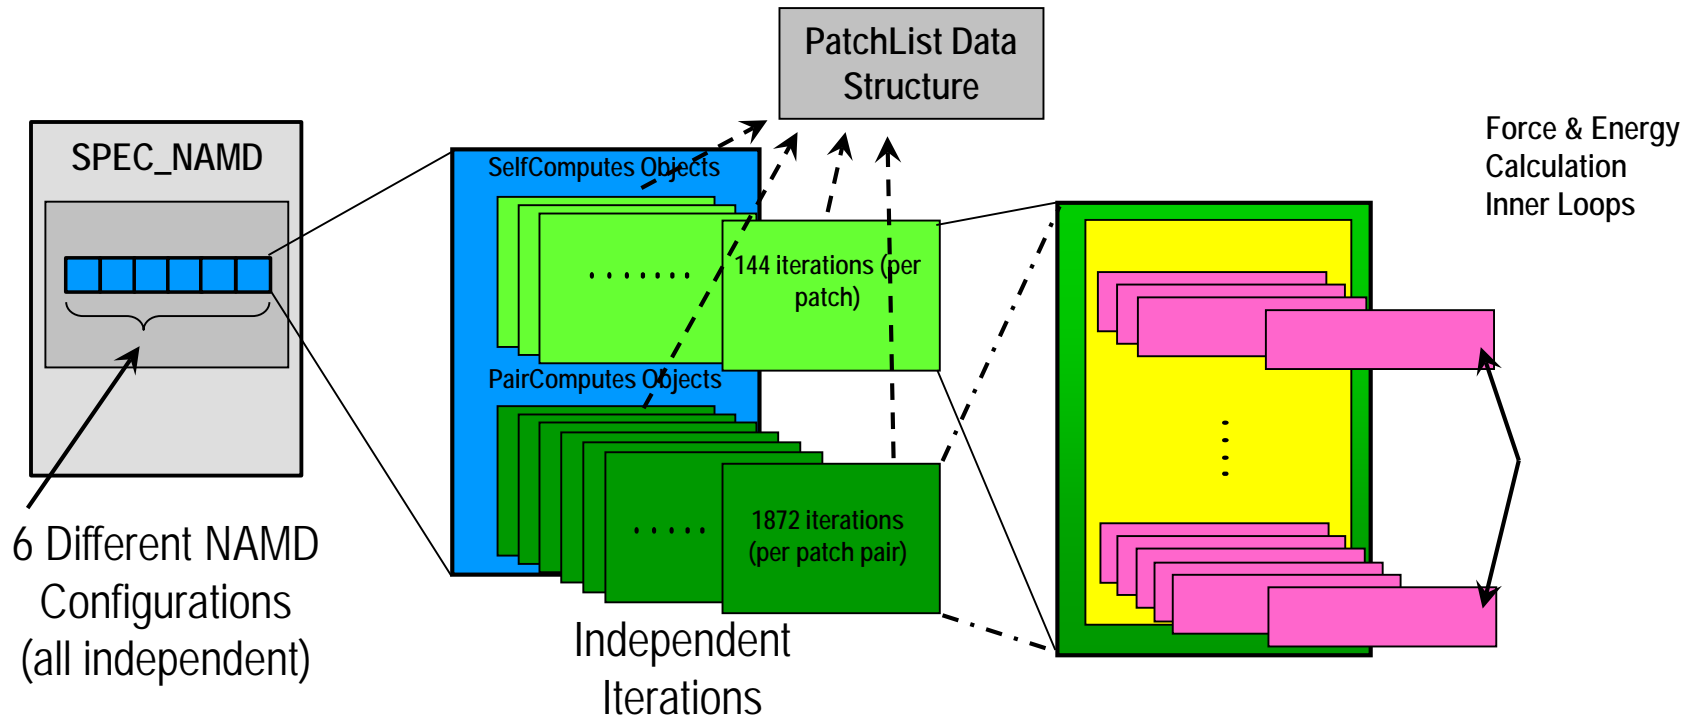 PatchList Data
Structure
SPEC_NAMD
Force & Energy
Calculation
Inner Loops
SelfComputes Objects
144 iterations (per
patch)
PairComputes Objects
1872 iterations
(per patch pair)
6 Different NAMD
Configurations
(all independent)
Independent
Iterations